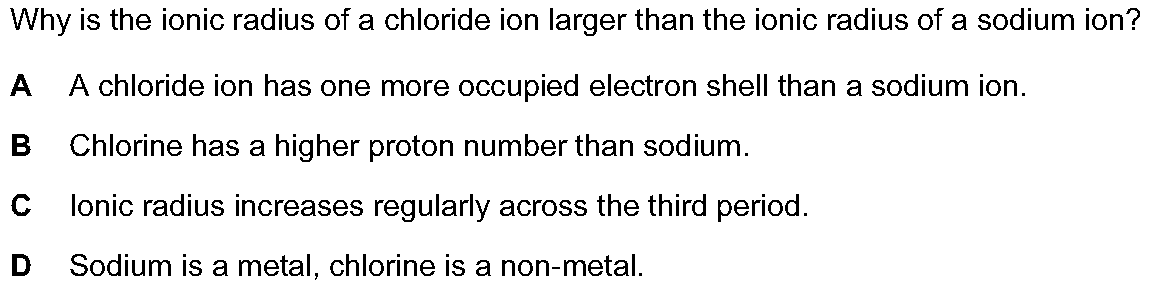 Why is the ionic radius of a chloride ion larger than the ionic radius of a sodium ion?
A A chloride ion has one more occupied electron shell than a sodium ion.
B Chlorine has a higher proton number than sodium.
C Ionic radius increases regularly across the third period.
D Sodium is a metal, chlorine is a non-metal.